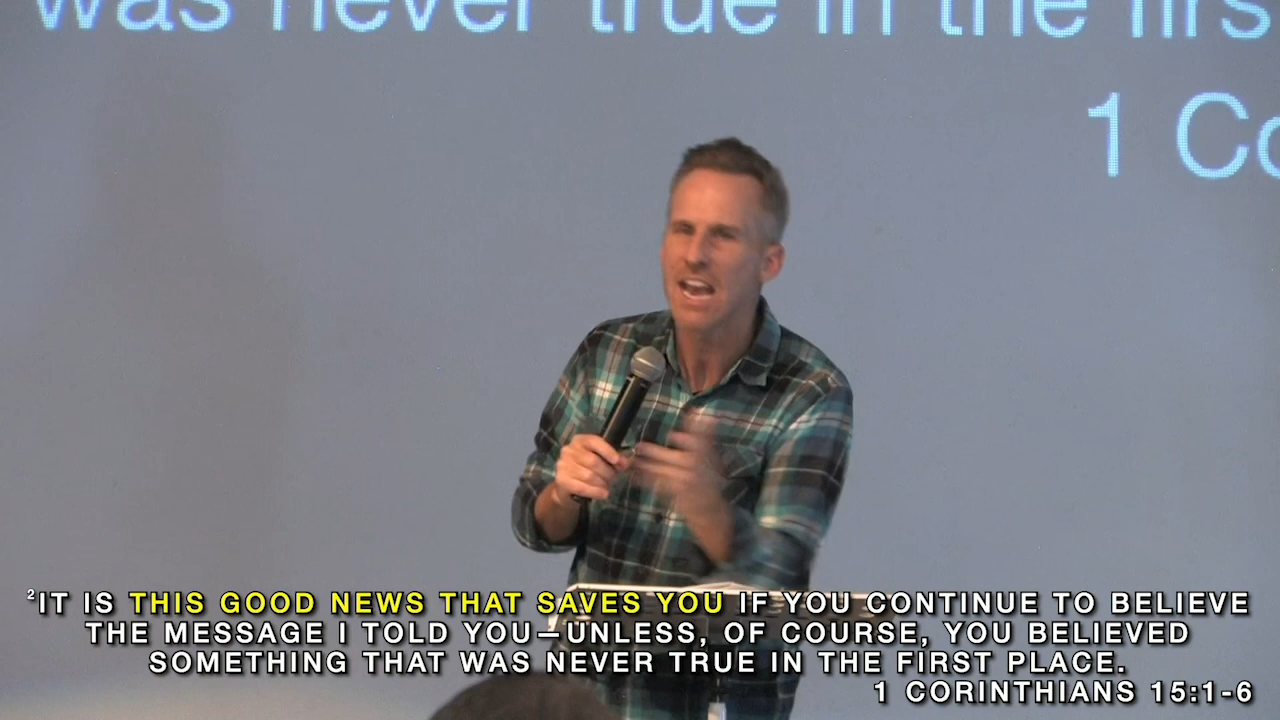 was never true in the firs
1 Co
²IT IS THIS GOOD NEWS THAT SAVES YOU IF YOU CONTINUE TO BELIEVE
THE MESSAGE I TOLD YOU—UNLESS, OF COURSE, YOU BELIEVED
SOMETHING THAT WAS NEVER TRUE IN THE FIRST PLACE.
1 CORINTHIANS 15:1-6